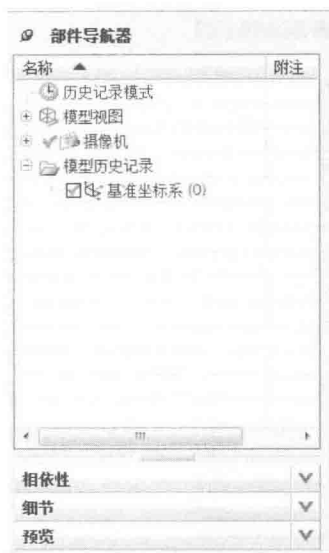 部件导航器
名称 附注
历史记录模式
模型视图
摄像机
模型历史记录
基准坐标系 (0)
相依性
细节
预览